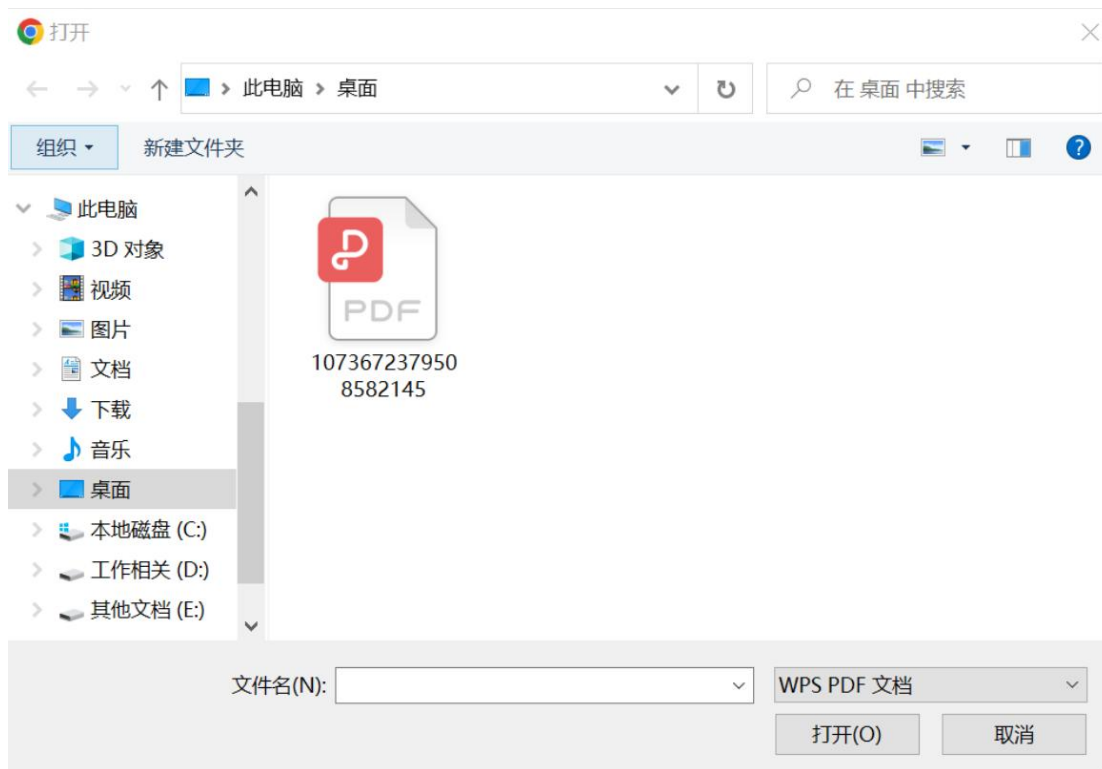 打开
此电脑 > 桌面
在 桌面 中搜索
组织
新建文件夹
?
此电脑
3D 对象
视频
图片
文档
下载
音乐
桌面
本地磁盘 (C:)
工作相关 (D:)
其他文档 (E:)
PDF
107367237950
8582145
文件名(N):
WPS PDF 文档
打开(O)
取消